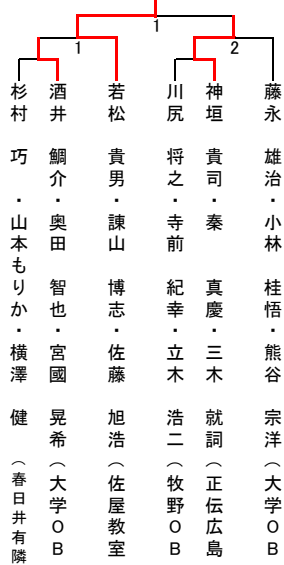 1
1
2
杉村 巧・山本もりか・横澤 健 (春日井有隣
酒井 鯛介・奥田 智也・宮國 晃希(大学OB
若松 貴男・諌山 博志・佐藤 旭浩(佐屋教室
川尻 将之・寺前 紀幸・立木 浩二(牧野OB
神垣 貴司・秦 真慶・三木 就詞(正伝広島
藤永 雄治・小林 桂悟・熊谷 宗洋(大学OB